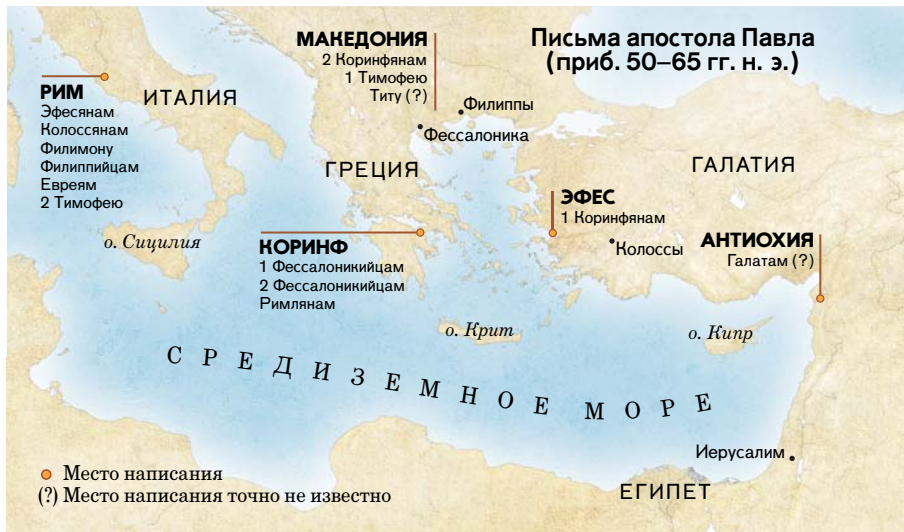 Письма апостола Павла
(приб. 50–65 гг. н. э.)
МАКЕДОНИЯ
2 Коринфянам
1 Тимофею
Титу (?)
РИМ
Эфесянам
Колоссянам
Филимону
Филиппийцам
Евреям
2 Тимофею
ИТАЛИЯ
Филиппы
Фессалоника
ГРЕЦИЯ
ГАЛАТИЯ
ЭФЕС
1 Коринфянам
Колоссы
АНТИОХИЯ
Галатам (?)
о. Сицилия
КОРИНФ
1 Фессалоникийцам
2 Фессалоникийцам
Римлянам
о. Крит
о. Кипр
СРЕДИЗЕМНОЕ МОРЕ
Иерусалим
ЕГИПЕТ
Место написания
(?) Место написания точно не известно